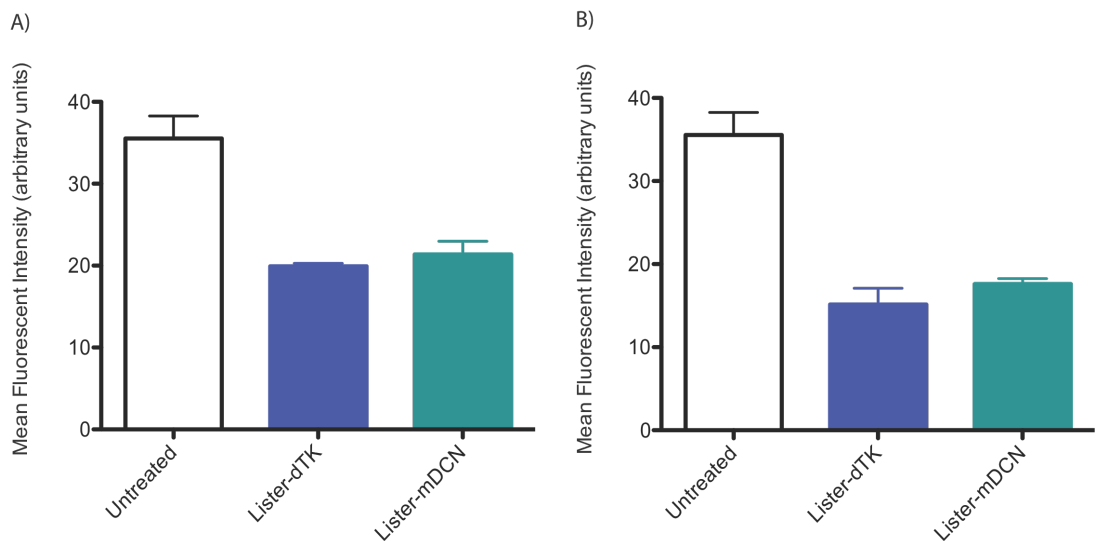 A)
Mean Fluorescent Intensity (arbitrary units)
40
30
20
10
0
Untreated
Lister-dTK
Lister-mDCN
B)
Mean Fluorescent Intensity (arbitrary units)
40
30
20
10
0
Untreated
Lister-dTK
Lister-mDCN